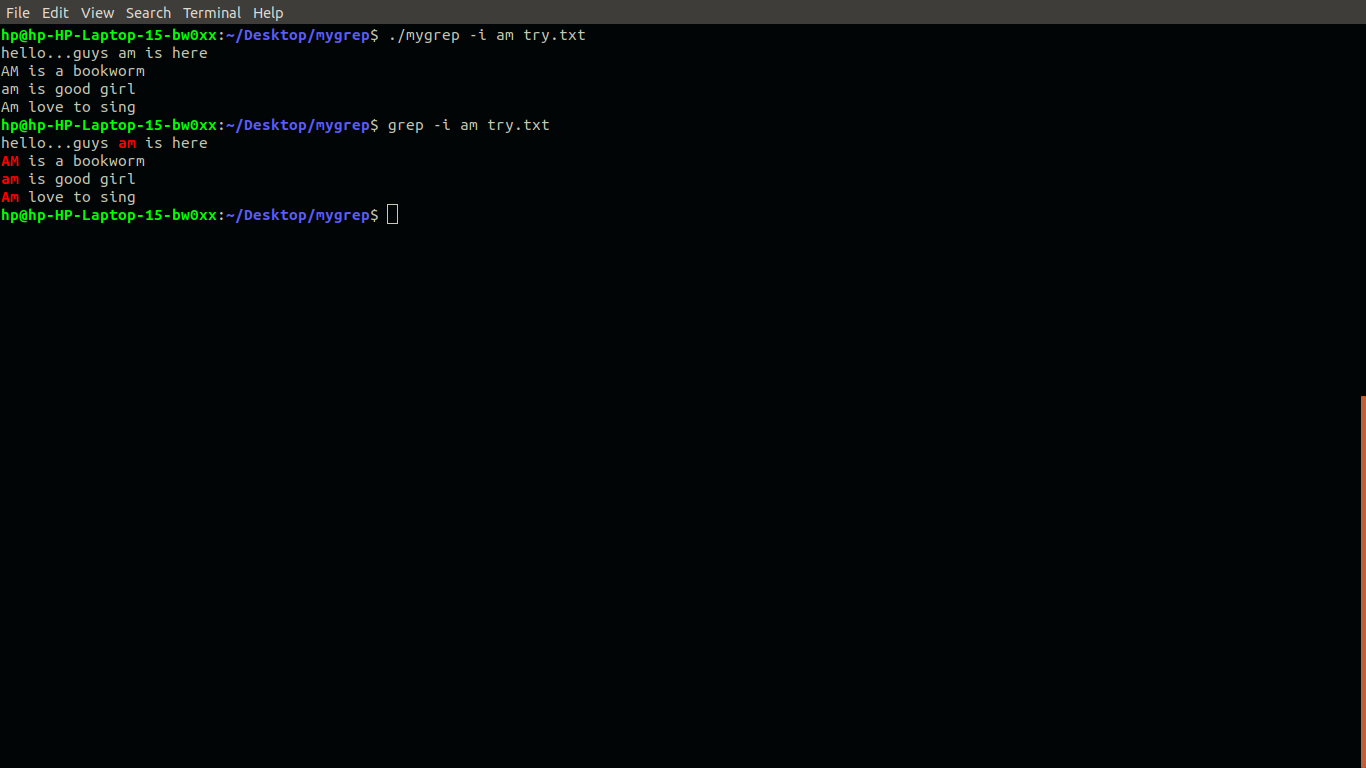 File Edit View Search Terminal Help
hp@hp-HP-Laptop-15-bw0xx:~/Desktop/mygrep$ ./mygrep -i am try.txt
hello...guys am is here
AM is a bookworm
am is good girl
Am love to sing
hp@hp-HP-Laptop-15-bw0xx:~/Desktop/mygrep$ grep -i am try.txt
hello...guys am is here
AM is a bookworm
am is good girl
Am love to sing
hp@hp-HP-Laptop-15-bw0xx:~/Desktop/mygrep$